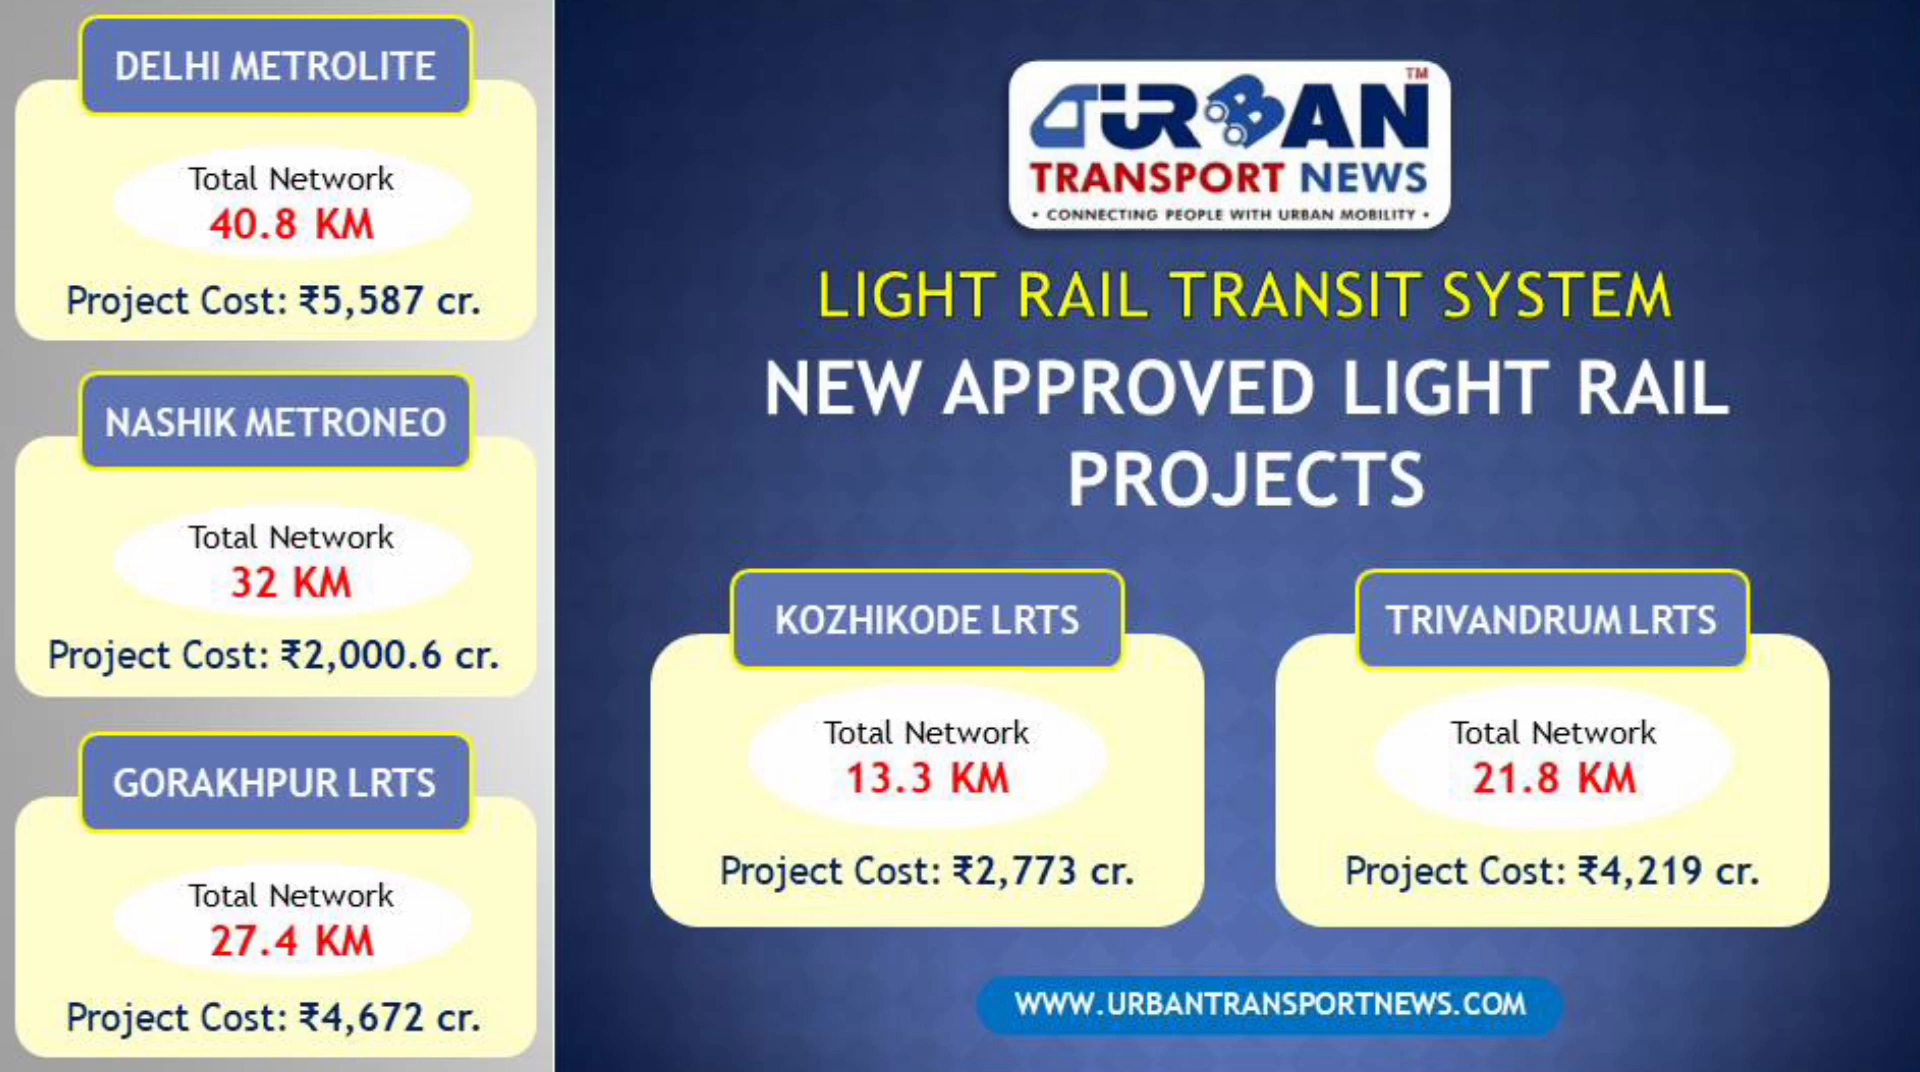 DELHI METROLITE
Total Network
40.8 KM
Project Cost: ₹5,587 cr.
NASHIK METRONEO
Total Network
32 KM
Project Cost: ₹2,000.6 cr.
GORAKHPUR LRTS
Total Network
27.4 KM
Project Cost: ₹4,672 cr.
URBAN TM
TRANSPORT NEWS
• CONNECTING PEOPLE WITH URBAN MOBILITY •
LIGHT RAIL TRANSIT SYSTEM
NEW APPROVED LIGHT RAIL
PROJECTS
KOZHIKODE LRTS
Total Network
13.3 KM
Project Cost: ₹2,773 cr.
TRIVANDRUM LRTS
Total Network
21.8 KM
Project Cost: ₹4,219 cr.
WWW.URBANTRANSPORTNEWS.COM